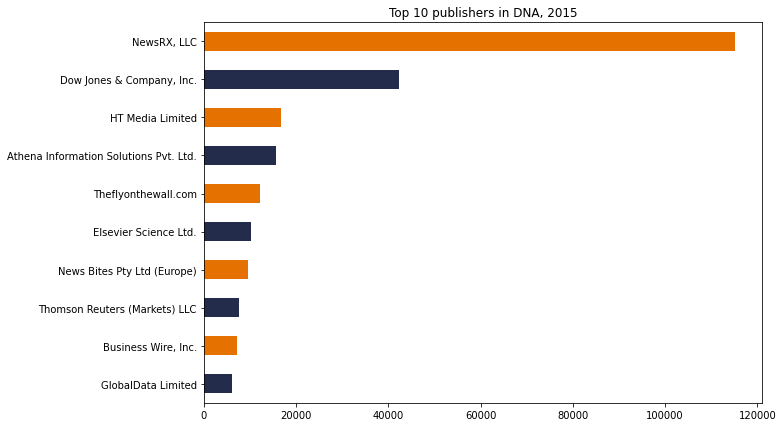 Top 10 publishers in DNA, 2015
NewsRX, LLC
Dow Jones & Company, Inc.
HT Media Limited
Athena Information Solutions Pvt. Ltd.
Theflyonthewall.com
Elsevier Science Ltd.
News Bites Pty Ltd (Europe)
Thomson Reuters (Markets) LLC
Business Wire, Inc.
GlobalData Limited
0 20000 40000 60000 80000 100000 120000